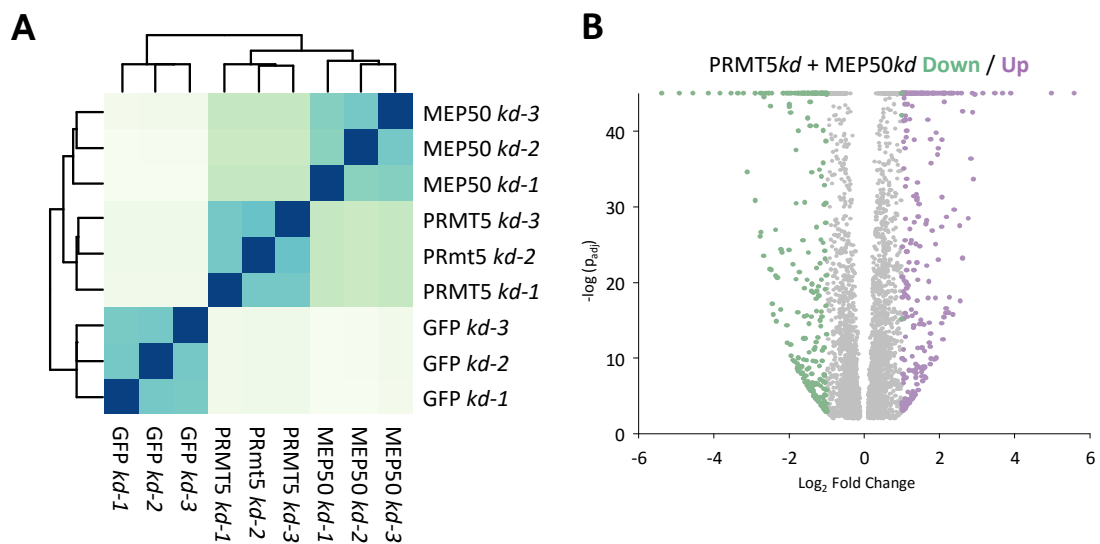 A
MEP50 kd-3
MEP50 kd-2
MEP50 kd-1
PRMT5 kd-3
PRmt5 kd-2
PRMT5 kd-1
GFP kd-3
GFP kd-2
GFP kd-1
GFP kd-1
GFP kd-2
GFP kd-3
PRMT5 kd-1
PRmt5 kd-2
PRMT5 kd-3
MEP50 kd-1
MEP50 kd-2
MEP50 kd-3
B
PRMT5kd + MEP50kd Down / Up
-log (padj)
40
30
20
10
0
-6 -4 -2 0 2 4 6
Log2 Fold Change